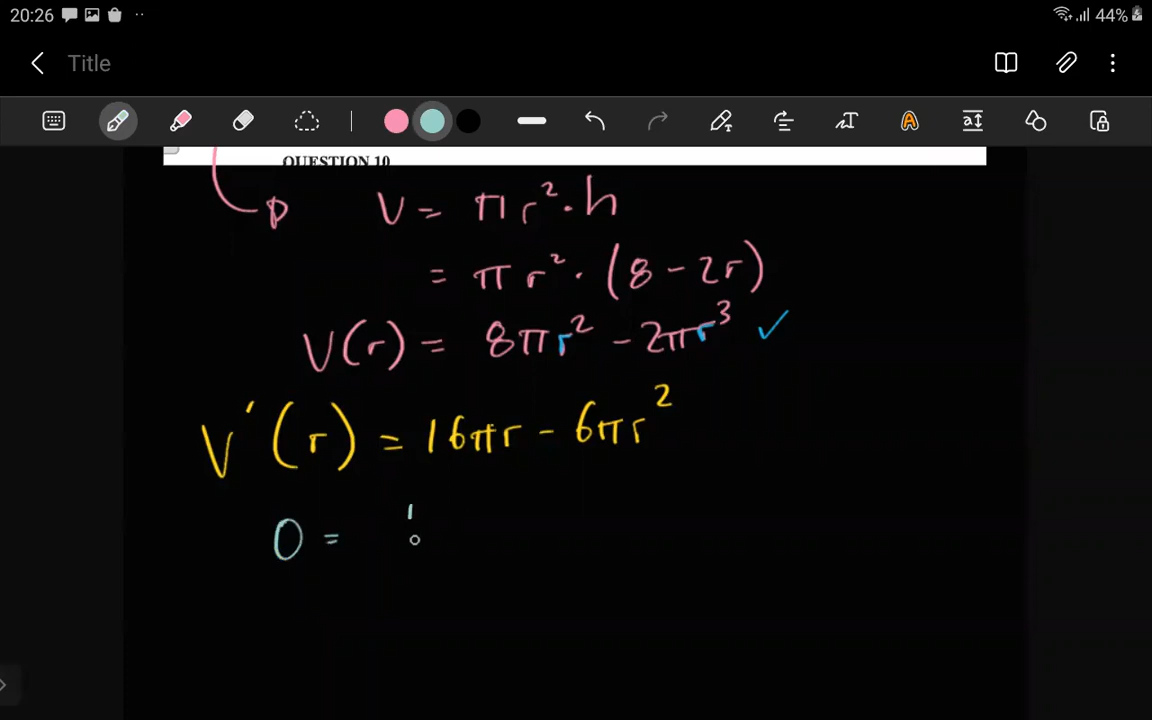 20:26 44%
Title
QUESTION 10
V = πr². h
= πr² · (8 - 2r)
V(r) = 8πr² - 2πr³ ✓
V'(r) = 16πr - 6πr²
0 =